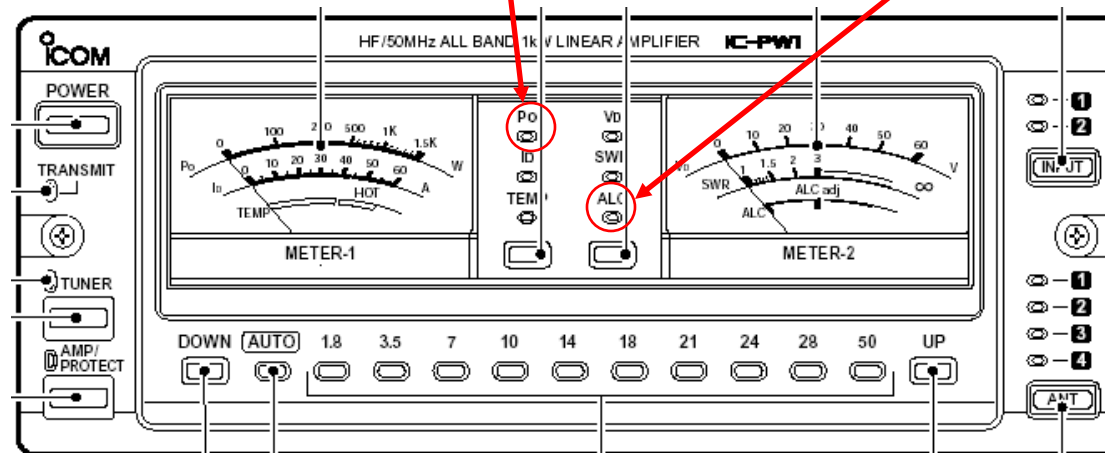 ICOM
HF/50MHz ALL BAND 1kW LINEAR AMPLIFIER IC-PW1
POWER
TRANSMIT
TUNER
AMP/
PROTECT
0 100 250 500 1K 1.5K
Po W
0 10 20 30 40 50 60
ID A
HOT
TEMP
METER-1
Po VD
ID SWR
TEMP ALC
0 10 20 30 40 50 60
VD V
SWR 1 1.5 2 3 ∞
ALC adj
ALC
METER-2
1
2
INPUT
1
2
3
4
ANT
DOWN AUTO 1.8 3.5 7 10 14 18 21 24 28 50 UP